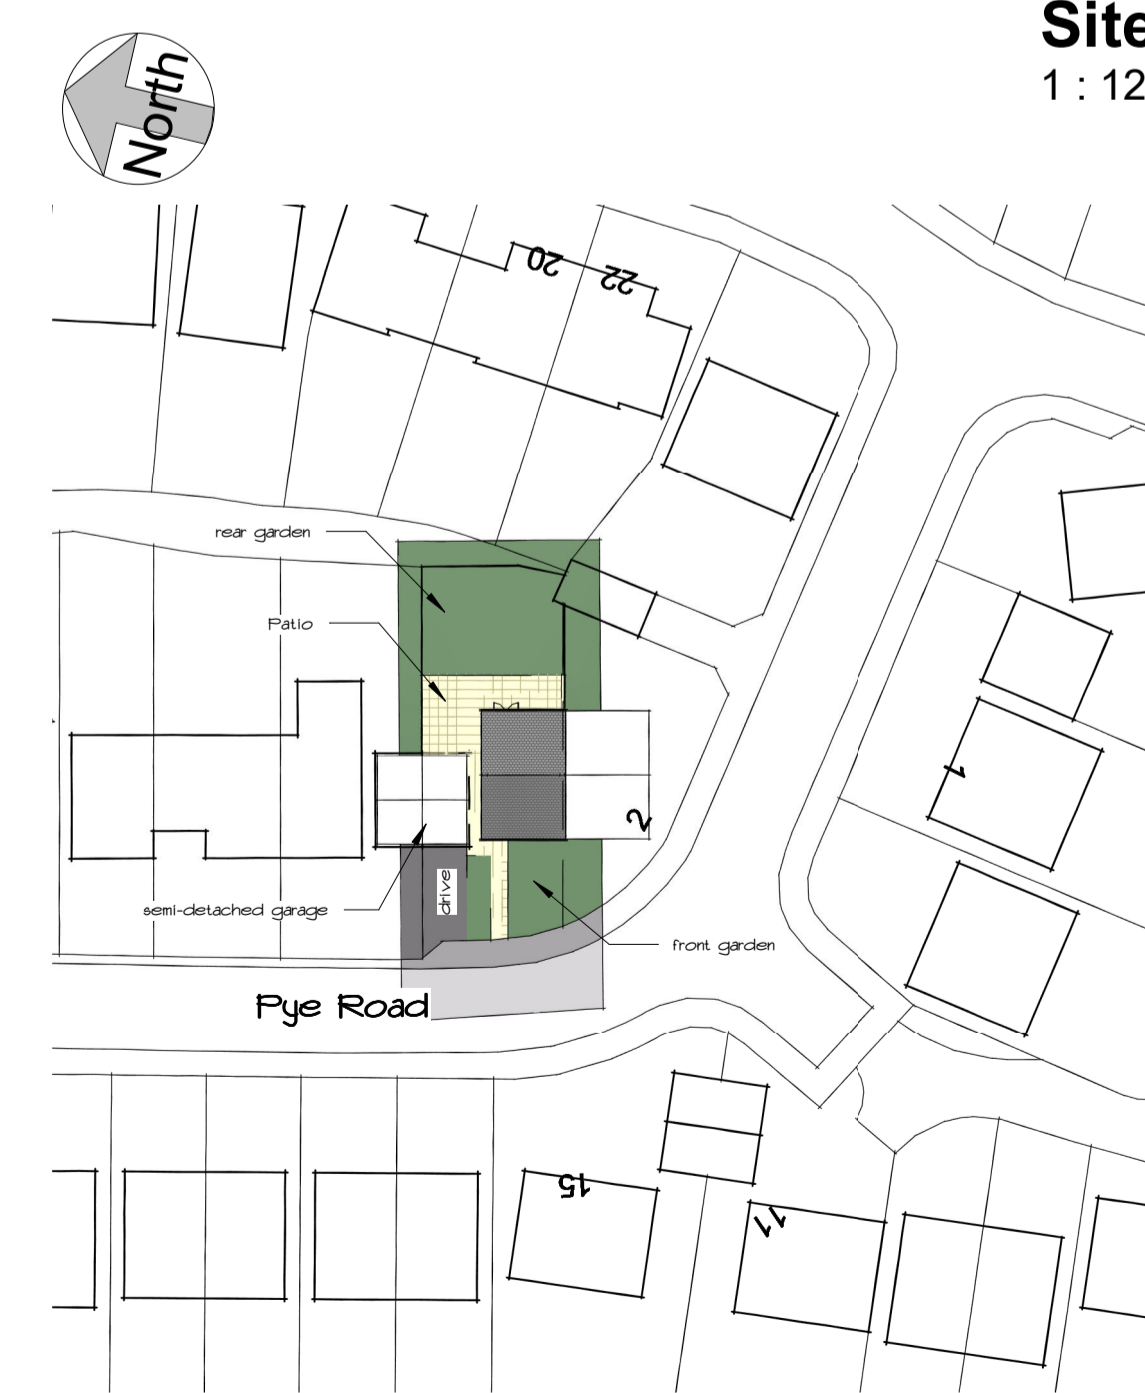 Site
1 : 12
North
20
22
rear garden
Patio
1
2
drive
semi-detached garage
front garden
Pye Road
15
11